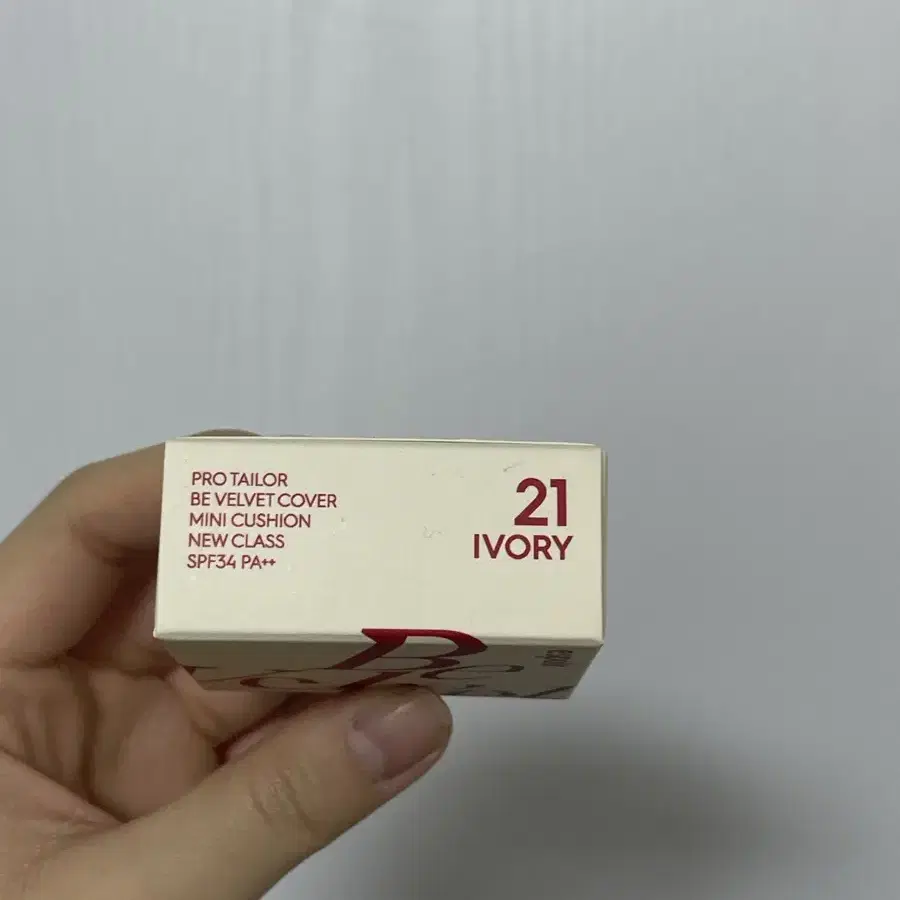 PRO TAILOR
BE VELVET COVER
MINI CUSHION
NEW CLASS
SPF34 PA++
21
IVORY